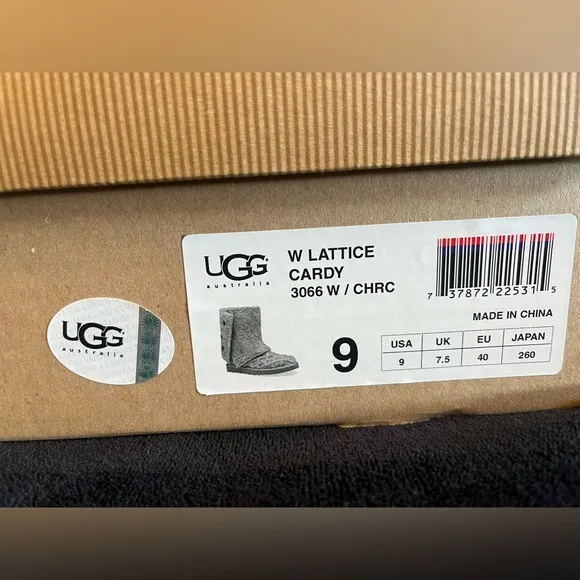 UGG
australia
UGG
australia
W LATTICE
CARDY
3066 W / CHRC
7 37872 22531 5
MADE IN CHINA
9
USA UK EU JAPAN
9 7.5 40 260